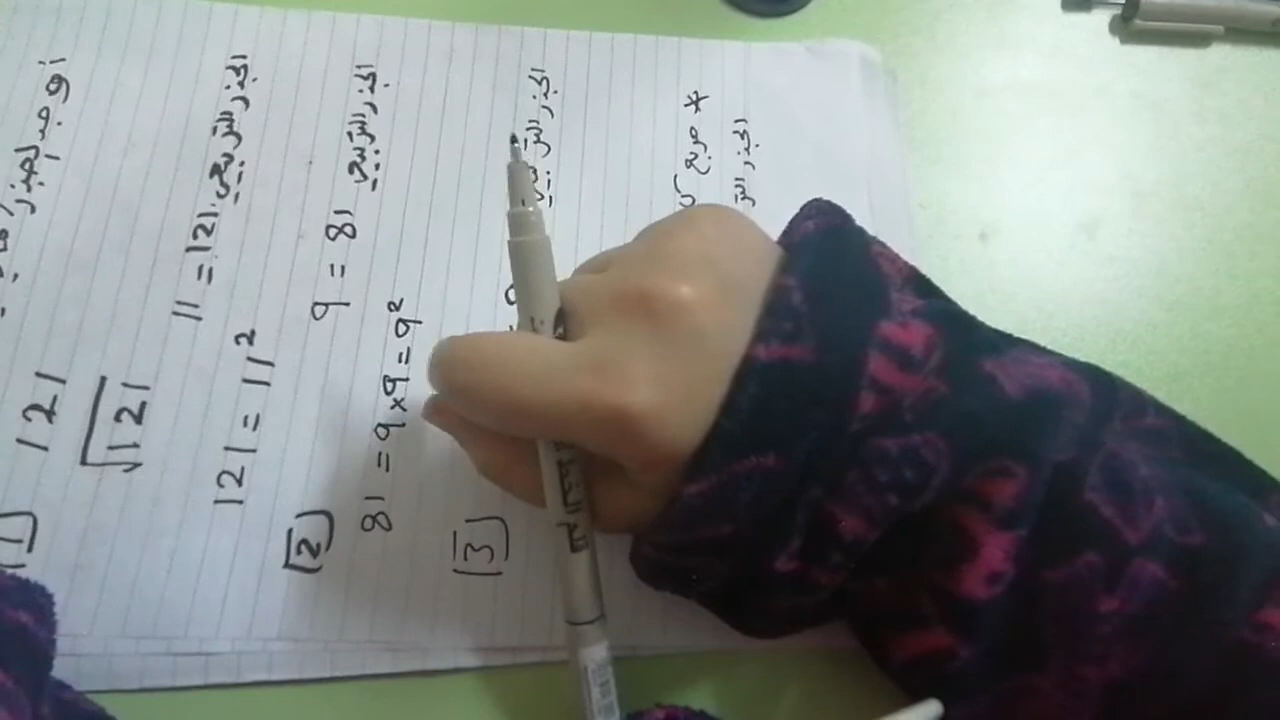 أوجد الجذر
[1] 121
√121
الجذر التربيعي 121 = 11
121 = 11²
[2] الجذر التربيعي 81 = 9
81 = 9×9 = 9²
[3]
الجذر
* مربع
الجذر